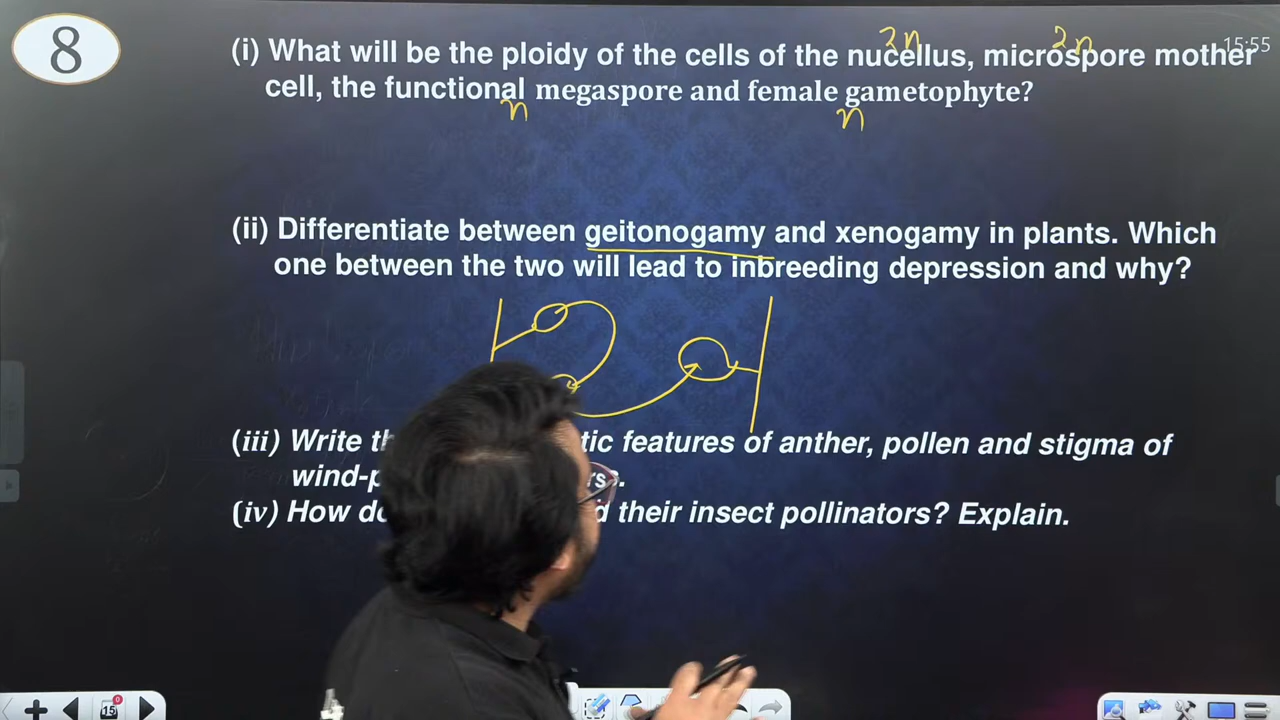 8
2n 2n
15:55
(i) What will be the ploidy of the cells of the nucellus, microspore mother
cell, the functional megaspore and female gametophyte?
n n
(ii) Differentiate between geitonogamy and xenogamy in plants. Which
one between the two will lead to inbreeding depression and why?
(iii) Write tic features of anther, pollen and stigma of
wind-p rs.
(iv) How do d their insect pollinators? Explain.
15